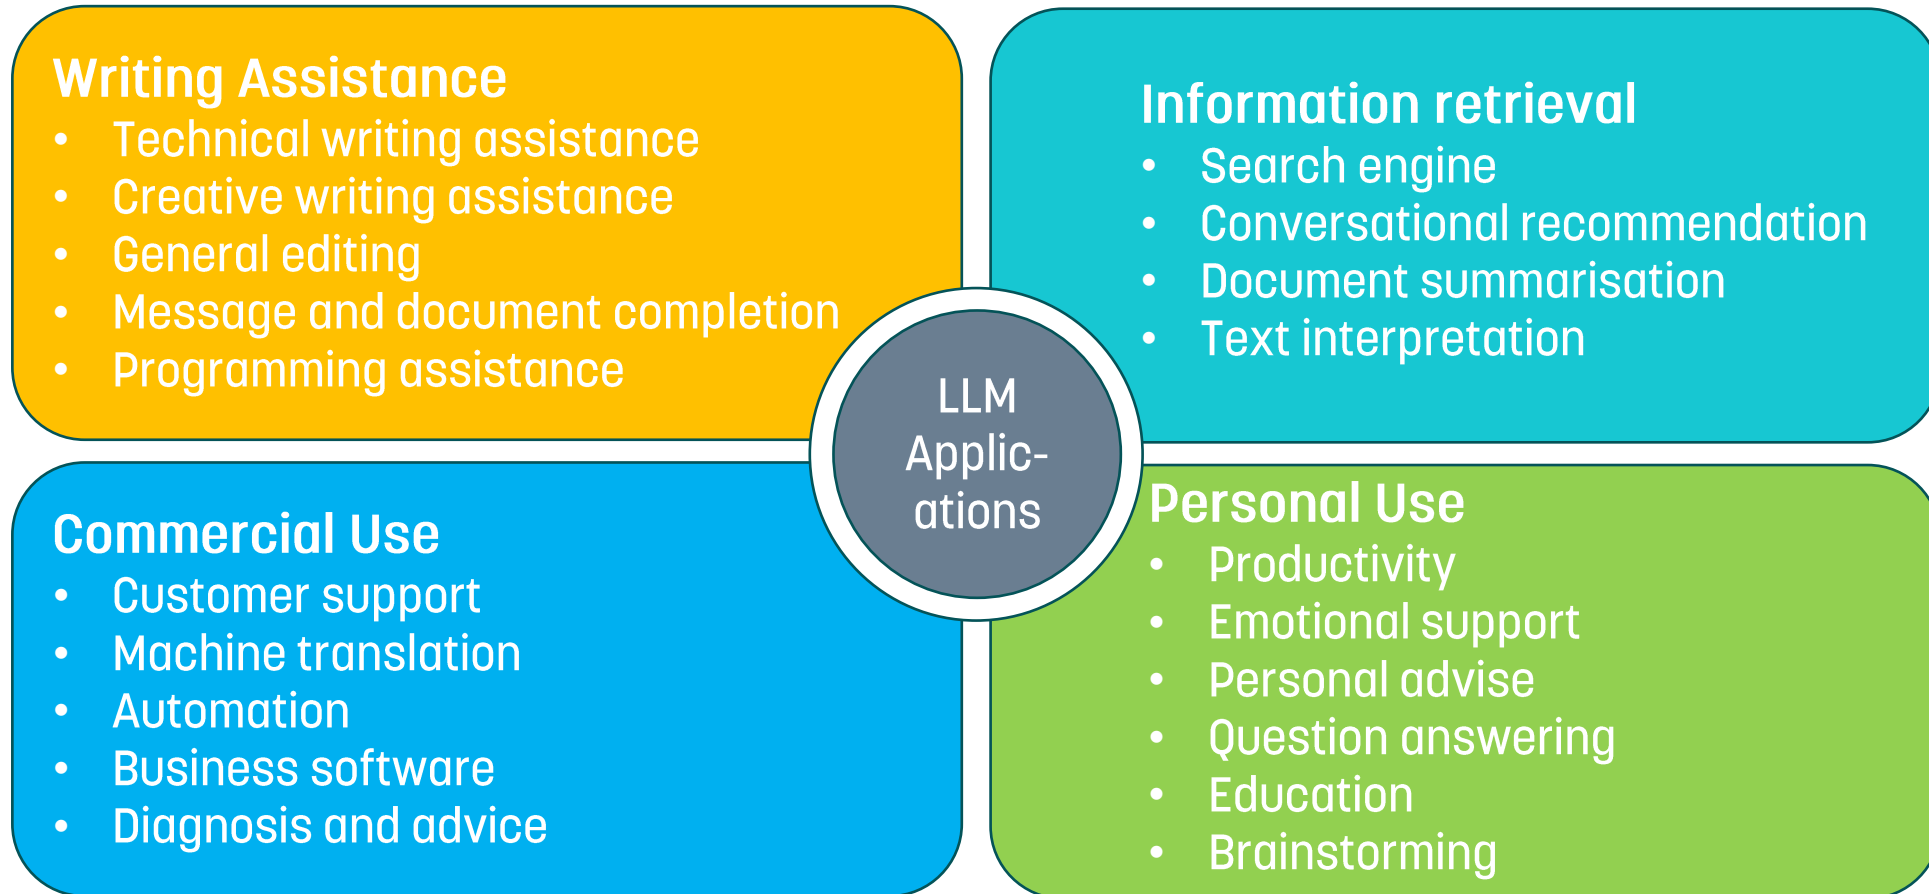 Writing Assistance
• Technical writing assistance
• Creative writing assistance
• General editing
• Message and document completion
• Programming assistance
Information retrieval
• Search engine
• Conversational recommendation
• Document summarisation
• Text interpretation
LLM
Applic-
ations
Commercial Use
• Customer support
• Machine translation
• Automation
• Business software
• Diagnosis and advice
Personal Use
• Productivity
• Emotional support
• Personal advise
• Question answering
• Education
• Brainstorming